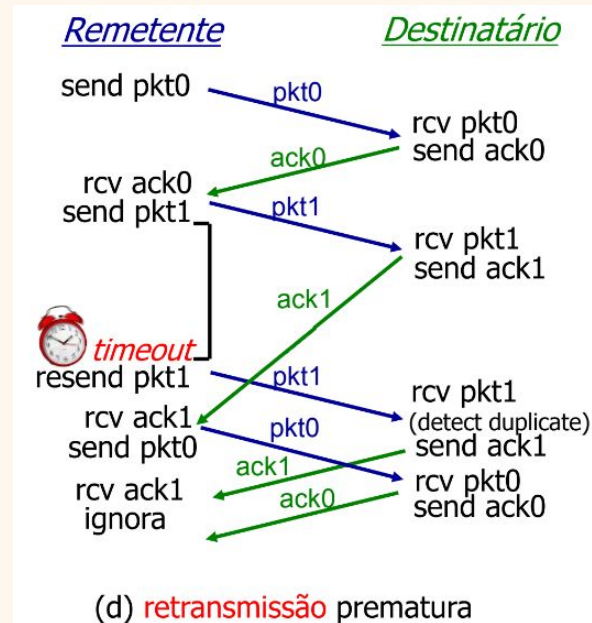 Remetente
Destinatário
send pkt0
pkt0
rcv pkt0
send ack0
ack0
rcv ack0
send pkt1
pkt1
rcv pkt1
send ack1
ack1
timeout
resend pkt1
pkt1
rcv pkt1
(detect duplicate)
send ack1
rcv ack1
send pkt0
pkt0
ack1
rcv pkt0
send ack0
rcv ack1
ignora
ack0
(d) retransmissão prematura